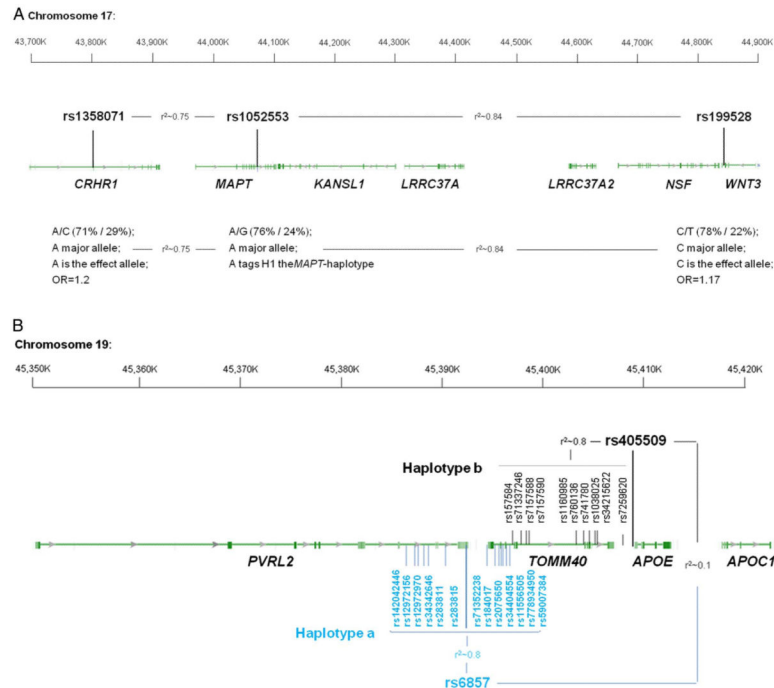 A Chromosome 17:
43,700K 43,800K 43,900K 44,000K 44,100K 44,200K 44,300K 44,400K 44,500K 44,600K 44,700K 44,800K 44,900K
rs1358071 r²~0.75 rs1052553 r²~0.84 rs199528
CRHR1 MAPT KANSL1 LRRC37A LRRC37A2 NSF WNT3
A/C (71% / 29%); A/G (76% / 24%) C/T (78% / 22%);
A major allele; r²~0.75 A major allele; r²~0.84 C major allele;
A is the effect allele; A tags H1 theMAPT-haplotype C is the effect allele;
OR=1.2 OR=1.17
B
Chromosome 19:
45,350K 45,360K 45,370K 45,380K 45,390K 45,400K 45,410K 45,420K
r²~0.8 rs405509
Haplotype b
rs157584
rs71337246
rs7157588
rs7157590
rs1160985
rs760136
rs741780
rs1038025
rs34215622
rs7259620
PVRL2 TOMM40 APOE APOC1
r²~0.1
rs142042446
rs12972156
rs12972970
rs34342646
rs283811
rs283815
rs71352238
rs184017
rs2075650
rs34404554
rs11556505
rs778934950
rs59007384
Haplotype a
r²~0.8
rs6857